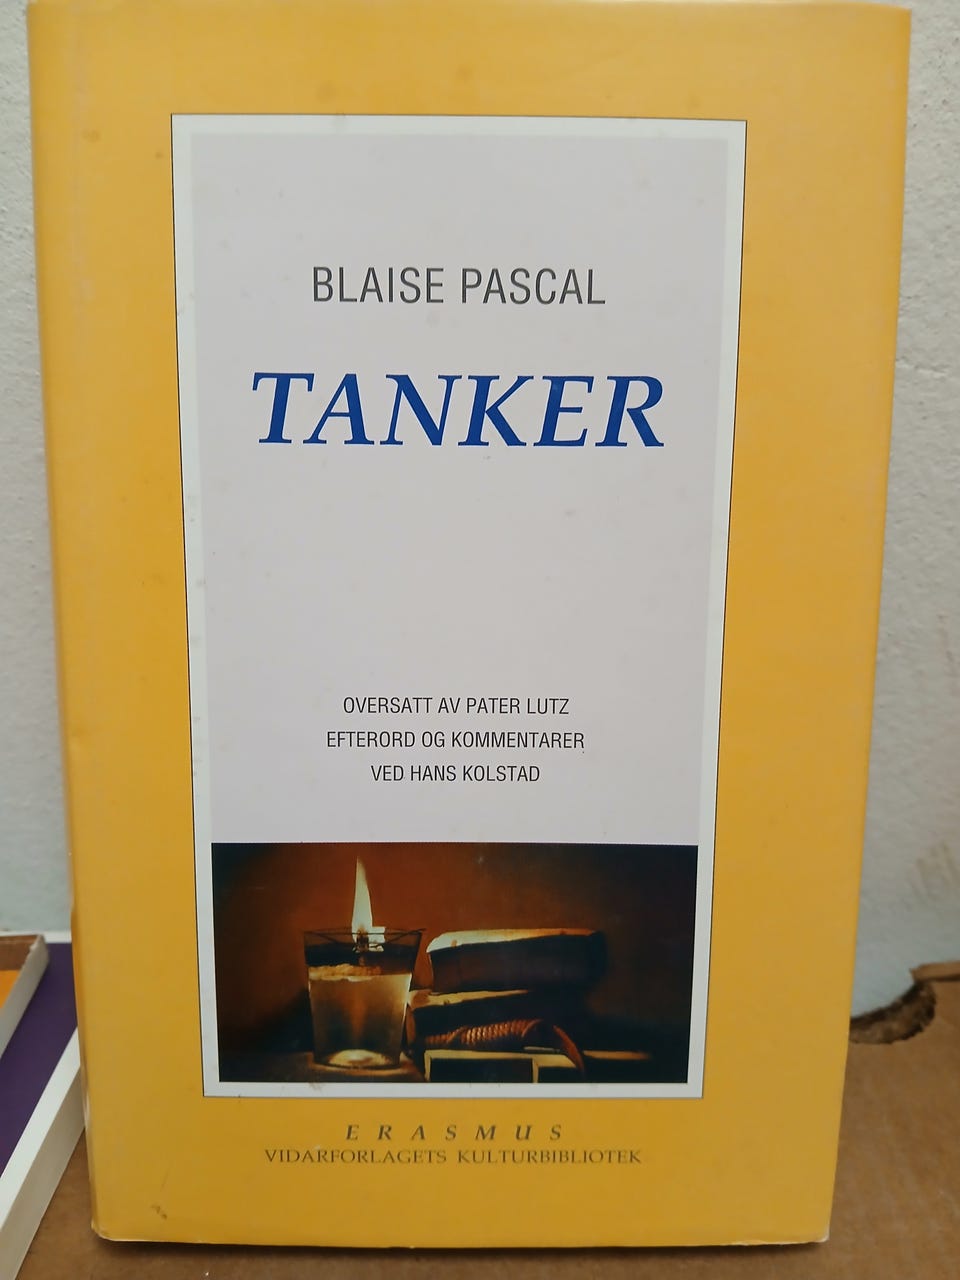 BLAISE PASCAL
TANKER
OVERSATT AV PATER LUTZ
EFTERORD OG KOMMENTARER
VED HANS KOLSTAD
ERASMUS
VIDARFORLAGETS KULTURBIBLIOTEK